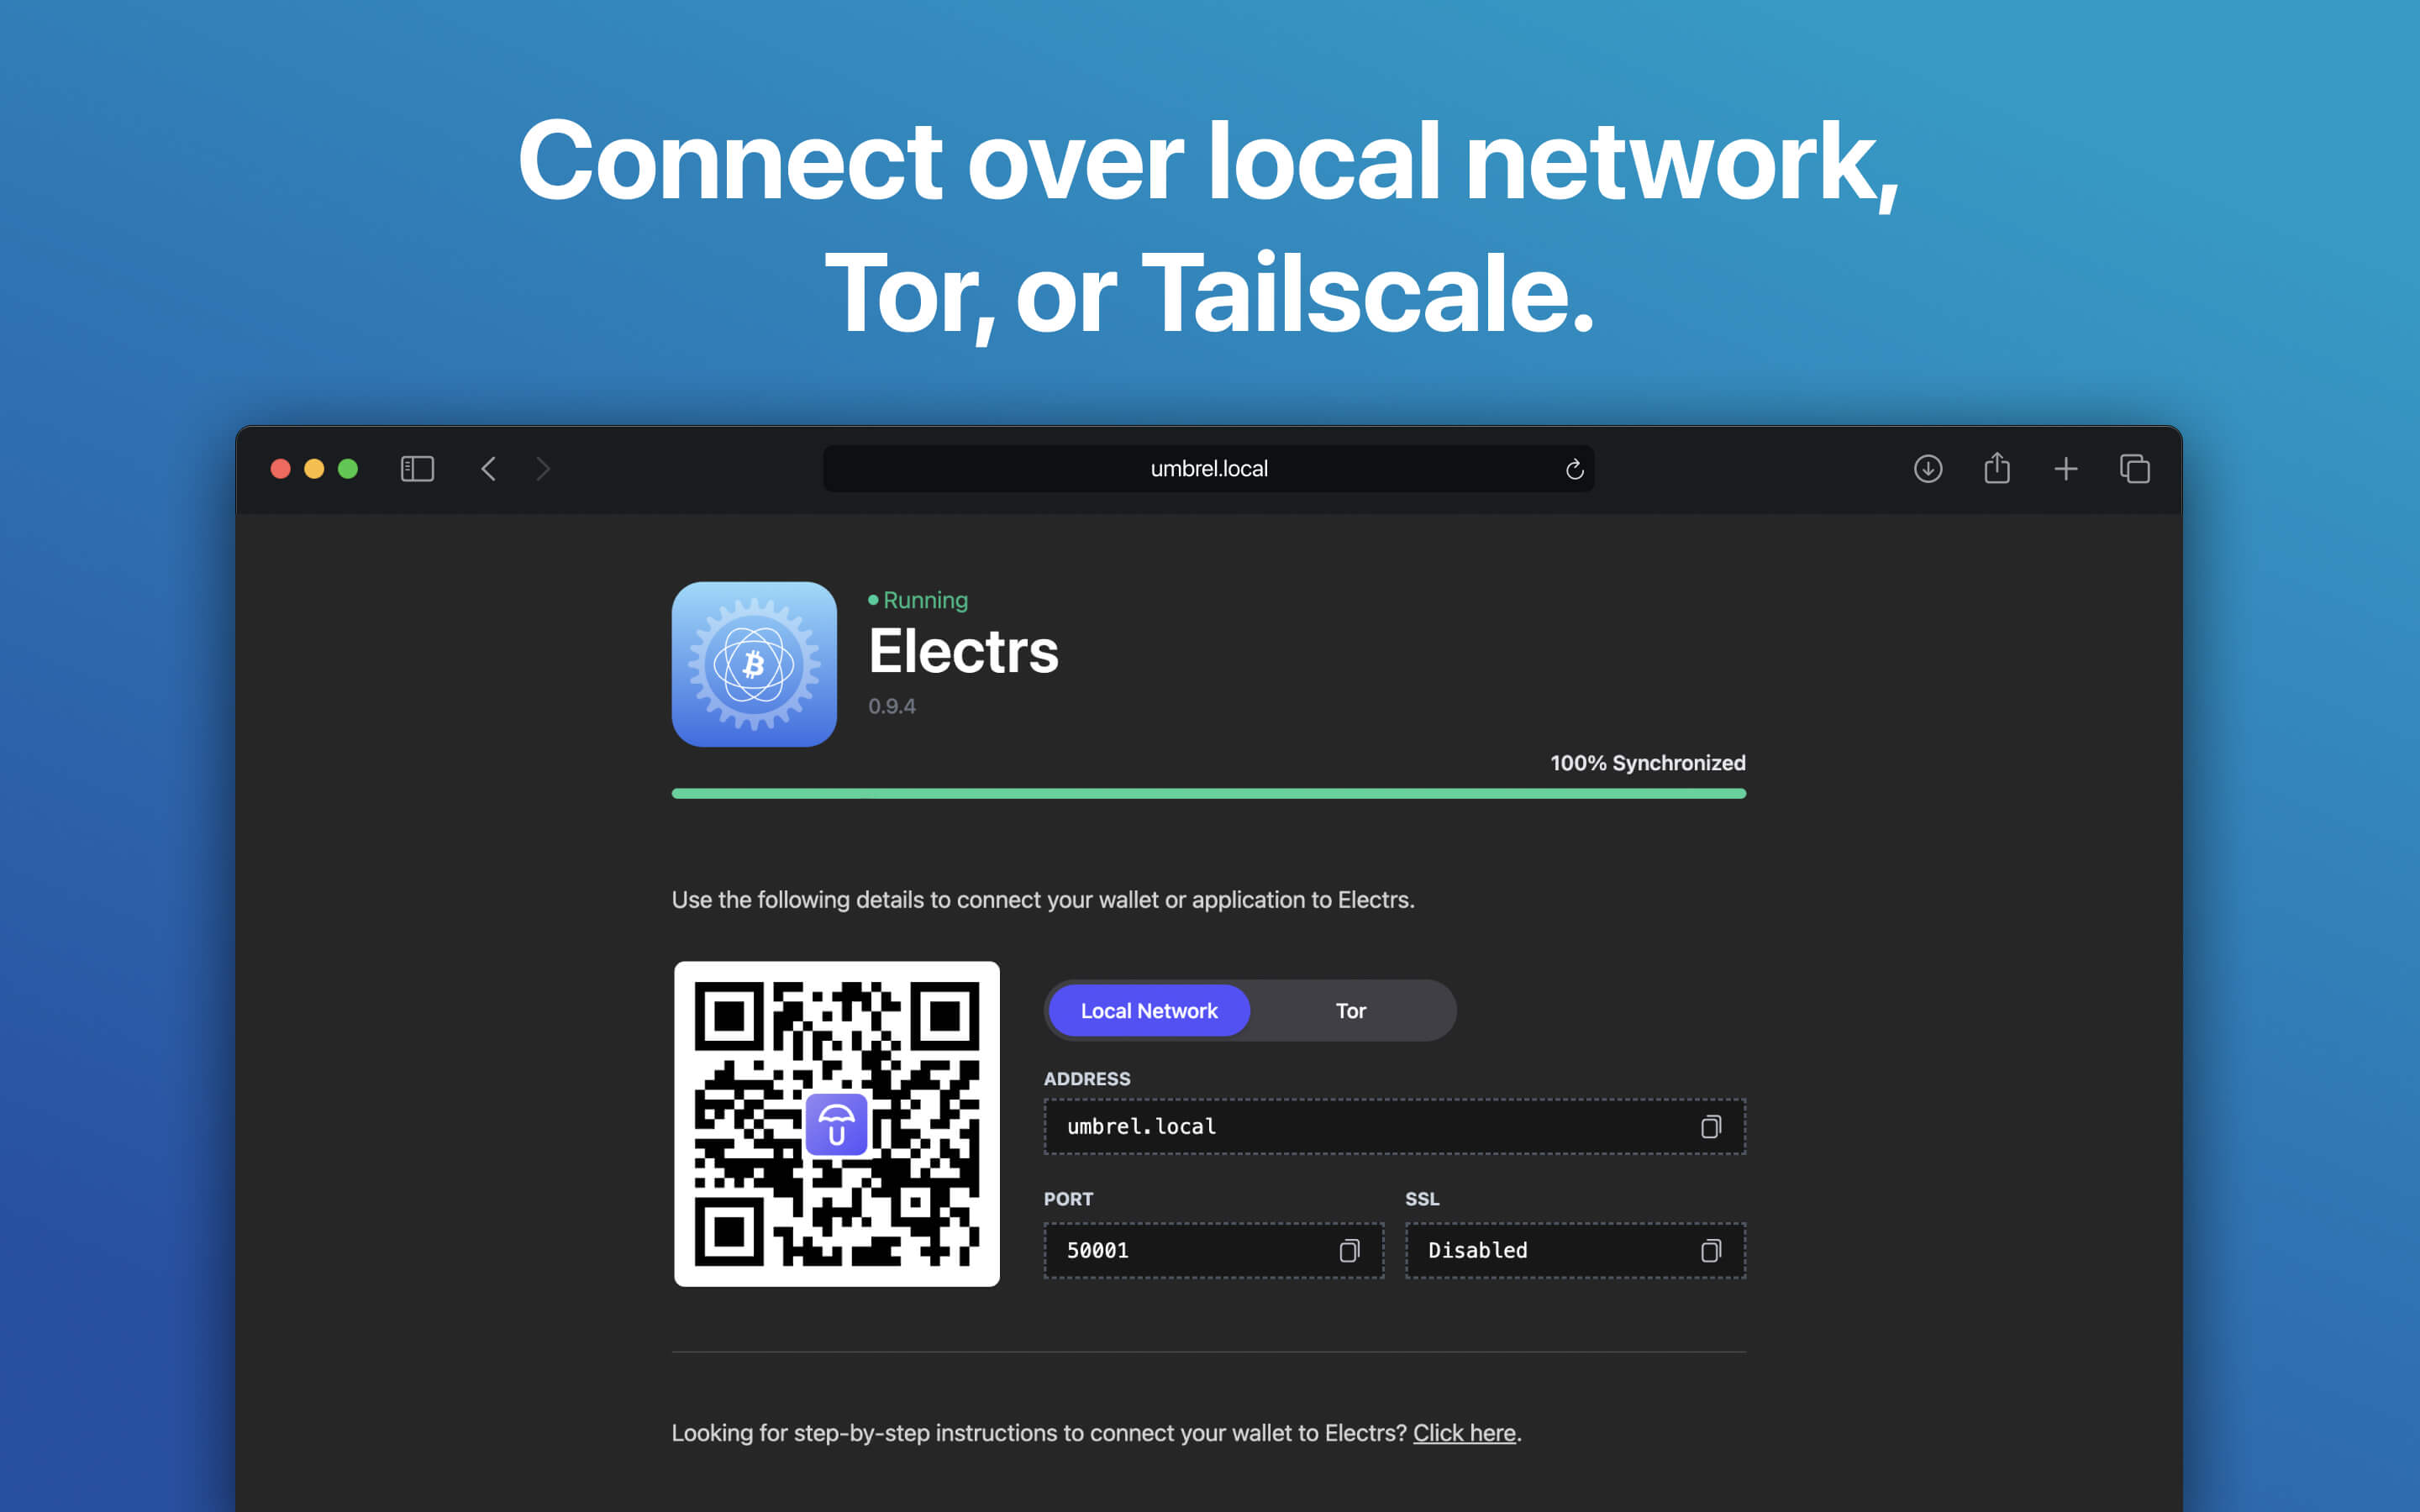 Connect over local network,
Tor, or Tailscale.
umbrel.local
Running
Electrs
0.9.4
100% Synchronized
Use the following details to connect your wallet or application to Electrs.
Local Network
Tor
ADDRESS
umbrel.local
PORT
SSL
50001
Disabled
Looking for step-by-step instructions to connect your wallet to Electrs? Click here.